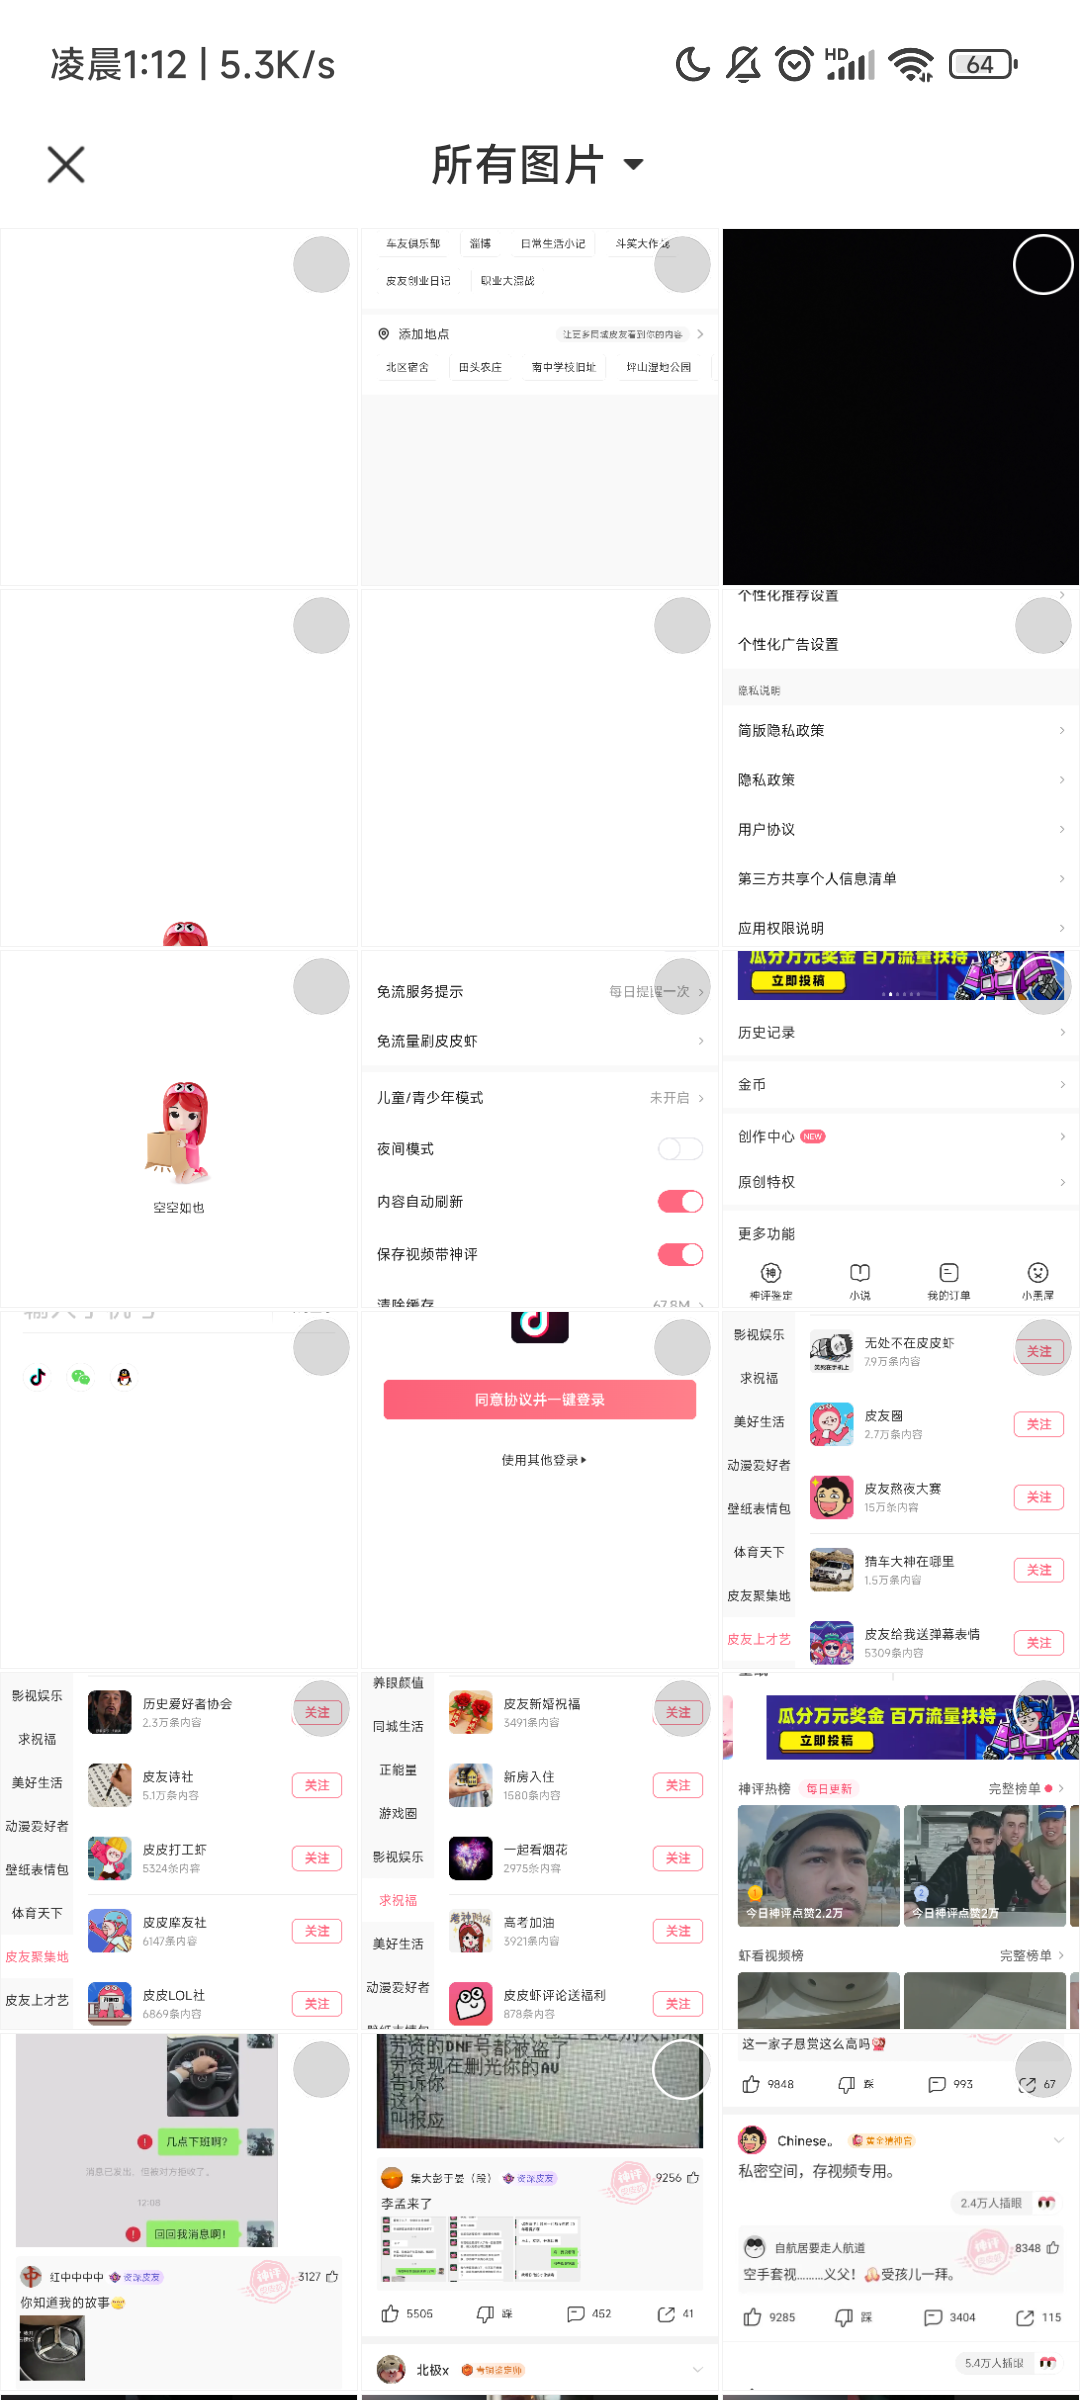 凌晨1:12 | 5.3K/s
HD
64
所有图片
车友俱乐部 淄博 日常生活小记 斗笑大作战
皮友创业日记 职业大混战
添加地点 让更多同城皮友看到你的内容
北区宿舍 田头农庄 南中学校旧址 坪山湿地公园
个性化推荐设置
个性化广告设置
隐私说明
简版隐私政策
隐私政策
用户协议
第三方共享个人信息清单
应用权限说明
空空如也
免流服务提示 每日提醒一次
免流量刷皮皮虾
儿童/青少年模式 未开启
夜间模式
内容自动刷新
保存视频带神评
清除缓存 67.8M
瓜分万元奖金 百万流量扶持
立即投稿
历史记录
金币
创作中心 NEW
原创特权
更多功能
神评鉴定 小说 我的订单 小黑屋
同意协议并一键登录
使用其他登录
影视娱乐
求祝福
美好生活
动漫爱好者
壁纸表情包
体育天下
皮友聚集地
皮友上才艺
无处不在皮皮虾
7.9万条内容
关注
皮友圈
2.7万条内容
关注
皮友熬夜大赛
15万条内容
关注
猜车大神在哪里
1.5万条内容
关注
皮友给我送弹幕表情
5309条内容
关注
影视娱乐
求祝福
美好生活
动漫爱好者
壁纸表情包
体育天下
皮友聚集地
皮友上才艺
历史爱好者协会
2.3万条内容
关注
皮友诗社
5.1万条内容
关注
皮皮打工虾
5324条内容
关注
皮皮摩友社
6147条内容
关注
皮皮LOL社
6869条内容
关注
养眼颜值
同城生活
正能量
游戏圈
影视娱乐
求祝福
美好生活
动漫爱好者
壁纸表情包
皮友新婚祝福
3491条内容
关注
新房入住
1580条内容
关注
一起看烟花
2975条内容
关注
高考加油
3921条内容
关注
皮皮虾评论送福利
878条内容
关注
瓜分万元奖金 百万流量扶持
立即投稿
神评热榜 每日更新 完整榜单
今日神评点赞2.2万 今日神评点赞2万
虾看视频榜 完整榜单
几点下班啊?
消息已发出，但被对方拒收了。
12:08
回回我消息啊!
红中中中中 资深皮友 神评 3127
你知道我的故事
劳资的DNF号都被盗了
劳资现在删光你的AV
告诉你
这个
叫报应
集大彭于晏（段） 资深皮友 神评 9256
李孟来了
5505 踩 452 41
北极x
这一家子悬赏这么高吗
9848 踩 993 67
Chinese。 黄金精神官
私密空间，存视频专用。
2.4万人插眼
自航居要走人航道 神评 8348
空手套视………义父! 受孩儿一拜。
9285 踩 3404 115
5.4万人插眼